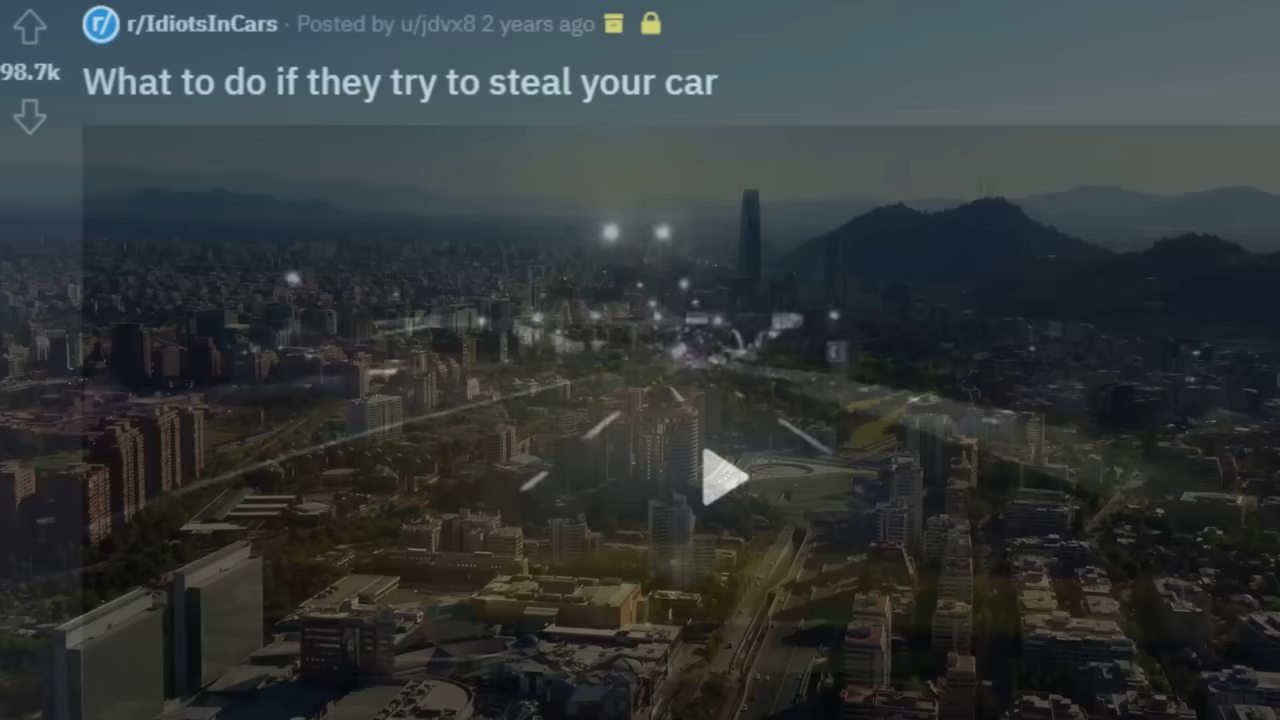 r/IdiotsInCars · Posted by u/jdvx8 2 years ago
98.7k
What to do if they try to steal your car